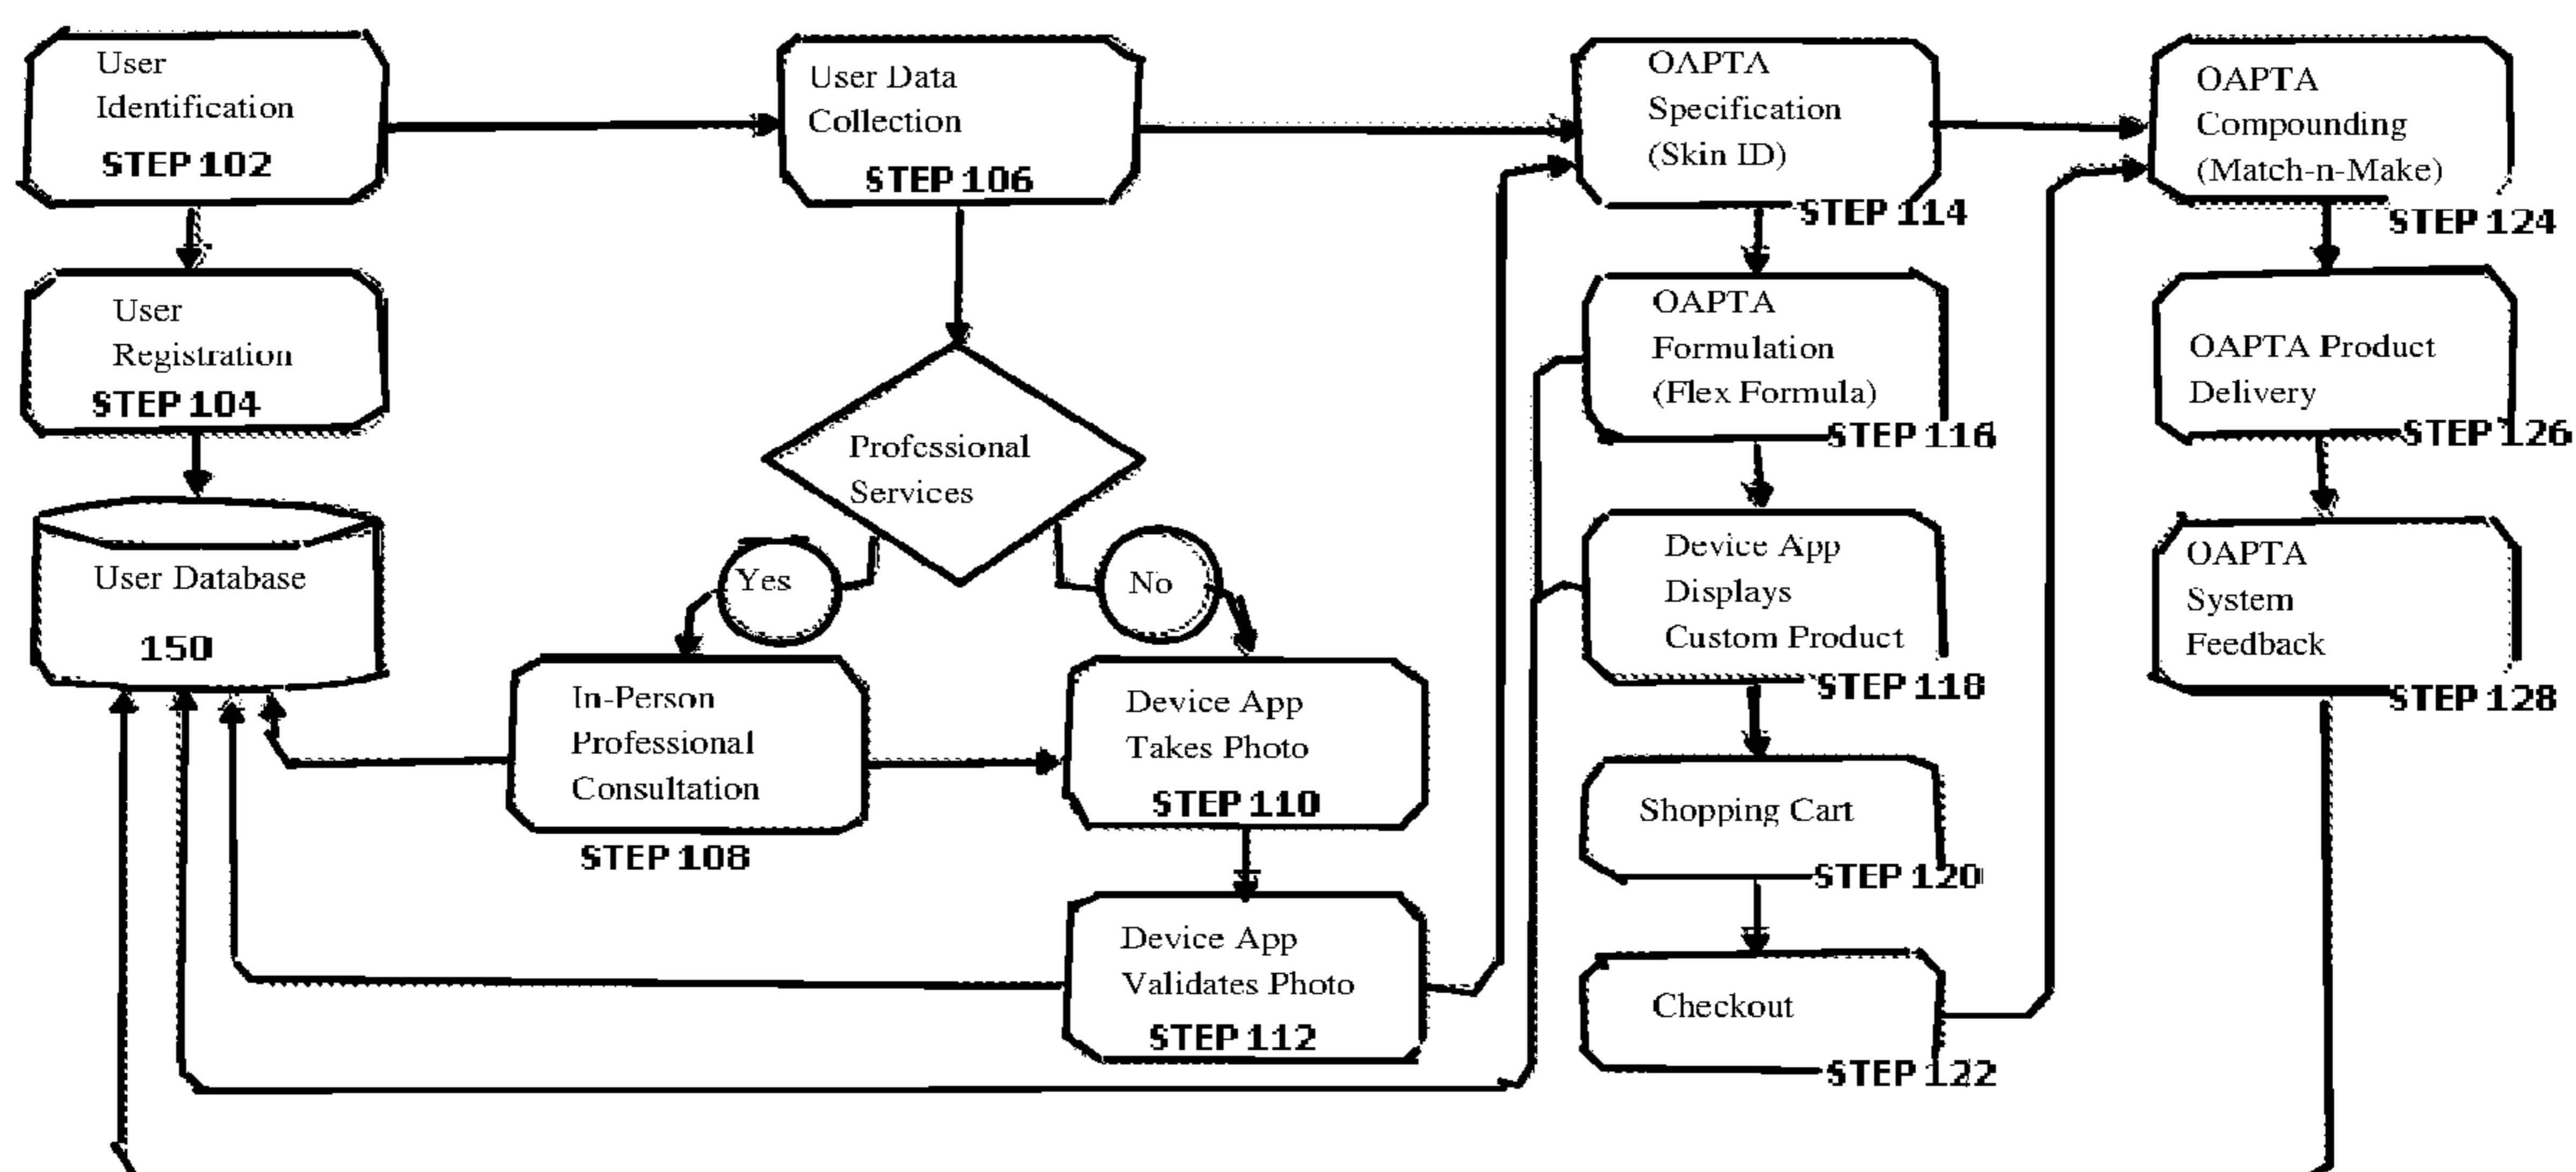 User
Identification
STEP 102
User
Registration
STEP 104
User Database
150
User Data
Collection
STEP 106
Professional
Services
Yes
No
In-Person
Professional
Consultation
STEP 108
Device App
Takes Photo
STEP 110
Device App
Validates Photo
STEP 112
OAPTA
Specification
(Skin ID)
STEP 114
OAPTA
Formulation
(Flex Formula)
STEP 116
Device App
Displays
Custom Product
STEP 118
Shopping Cart
STEP 120
Checkout
STEP 122
OAPTA
Compounding
(Match-n-Make)
STEP 124
OAPTA Product
Delivery
STEP 126
OAPTA
System
Feedback
STEP 128